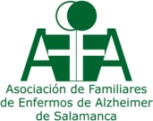 AFA
Asociación de Familiares
de Enfermos de Alzheimer
de Salamanca